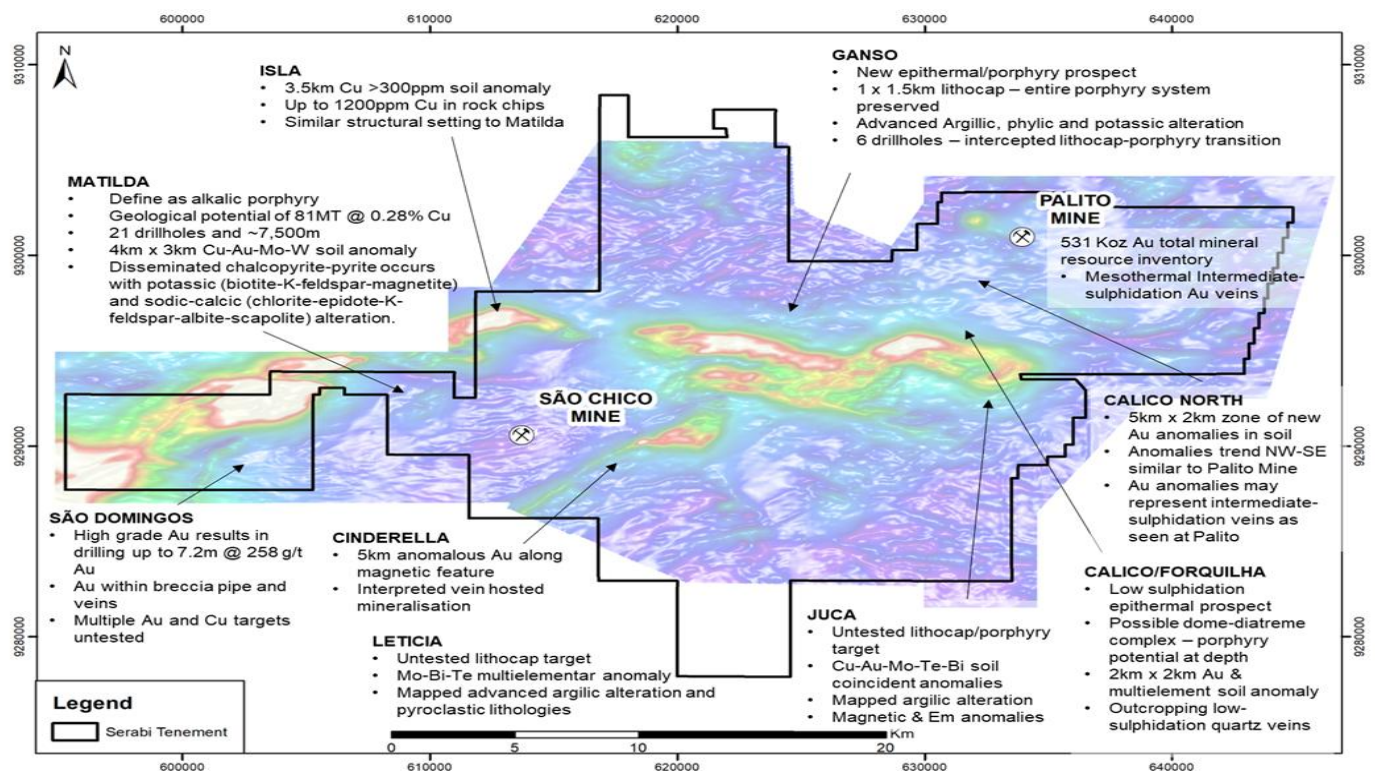 600000
610000
620000
630000
640000
9310000
9310000
N
ISLA
• 3.5km Cu >300ppm soil anomaly
• Up to 1200ppm Cu in rock chips
• Similar structural setting to Matilda
GANSO
• New epithermal/porphyry prospect
• 1 x 1.5km lithocap – entire porphyry system
preserved
• Advanced Argillic, phylic and potassic alteration
• 6 drillholes – intercepted lithocap-porphyry transition
MATILDA
• Define as alkalic porphyry
• Geological potential of 81MT @ 0.28% Cu
• 21 drillholes and ~7,500m
• 4km x 3km Cu-Au-Mo-W soil anomaly
• Disseminated chalcopyrite-pyrite occurs
with potassic (biotite-K-feldspar-magnetite)
and sodic-calcic (chlorite-epidote-K-
feldspar-albite-scapolite) alteration.
PALITO
MINE
531 Koz Au total mineral
resource inventory
• Mesothermal Intermediate-
sulphidation Au veins
9300000
9300000
SÃO CHICO
MINE
CALICO NORTH
• 5km x 2km zone of new
Au anomalies in soil
• Anomalies trend NW-SE
similar to Palito Mine
• Au anomalies may
represent intermediate-
sulphidation veins as
seen at Palito
9290000
9290000
SÃO DOMINGOS
• High grade Au results in
drilling up to 7.2m @ 258 g/t
Au
• Au within breccia pipe and
veins
• Multiple Au and Cu targets
untested
CINDERELLA
• 5km anomalous Au along
magnetic feature
• Interpreted vein hosted
mineralisation
LETICIA
• Untested lithocap target
• Mo-Bi-Te multielementar anomaly
• Mapped advanced argilic alteration and
pyroclastic lithologies
JUCA
• Untested lithocap/porphyry
target
• Cu-Au-Mo-Te-Bi soil
coincident anomalies
• Mapped argilic alteration
• Magnetic & Em anomalies
CALICO/FORQUILHA
• Low sulphidation
epithermal prospect
• Possible dome-diatreme
complex – porphyry
potential at depth
• 2km x 2km Au &
multielement soil anomaly
• Outcropping low-
sulphidation quartz veins
9280000
9280000
Legend
Serabi Tenement
Km
0
5
10
20
600000
610000
620000
630000
640000